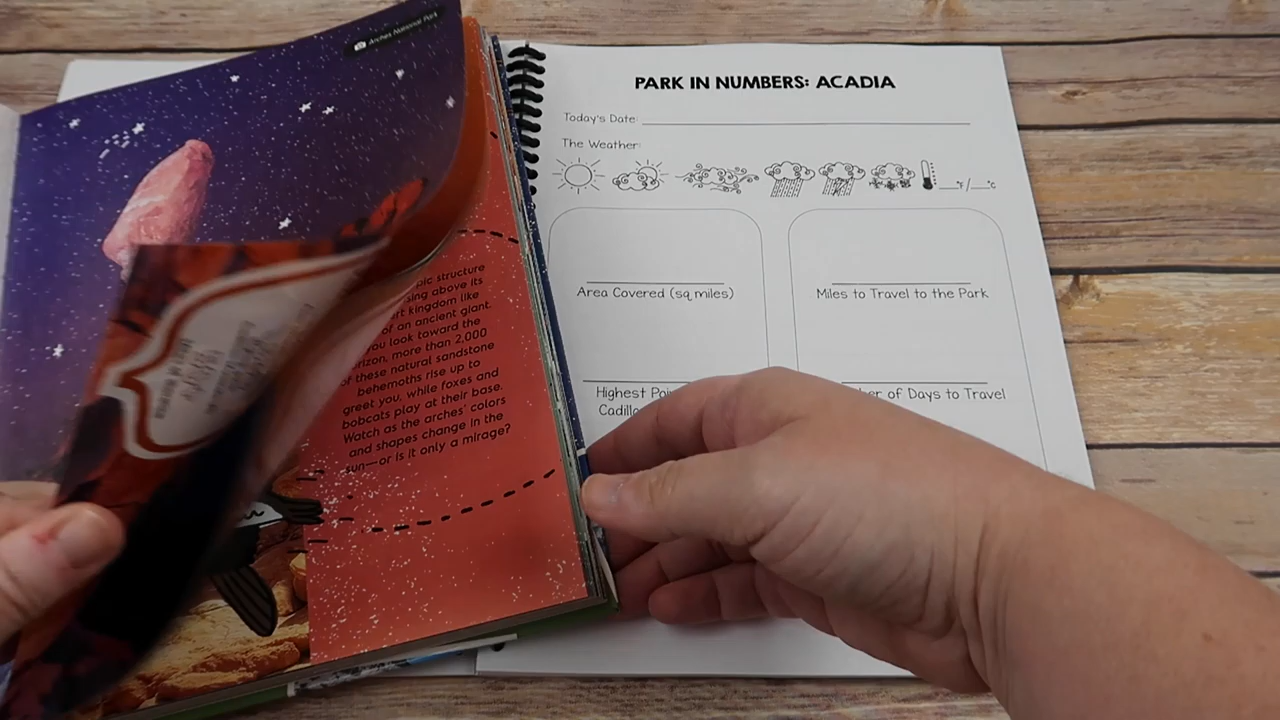 Arches National Park
pic structure
sing above its
rt kingdom like
of an ancient giant.
you look toward the
rizon, more than 2,000
of these natural sandstone
behemoths rise up to
greet you, while foxes and
bobcats play at their base.
Watch as the arches' colors
and shapes change in the
sun—or is it only a mirage?
PARK IN NUMBERS: ACADIA
Today's Date:
The Weather:
°F/ °C
Area Covered (sq. miles)
Miles to Travel to the Park
Highest Poi
er of Days to Travel
Cadillo